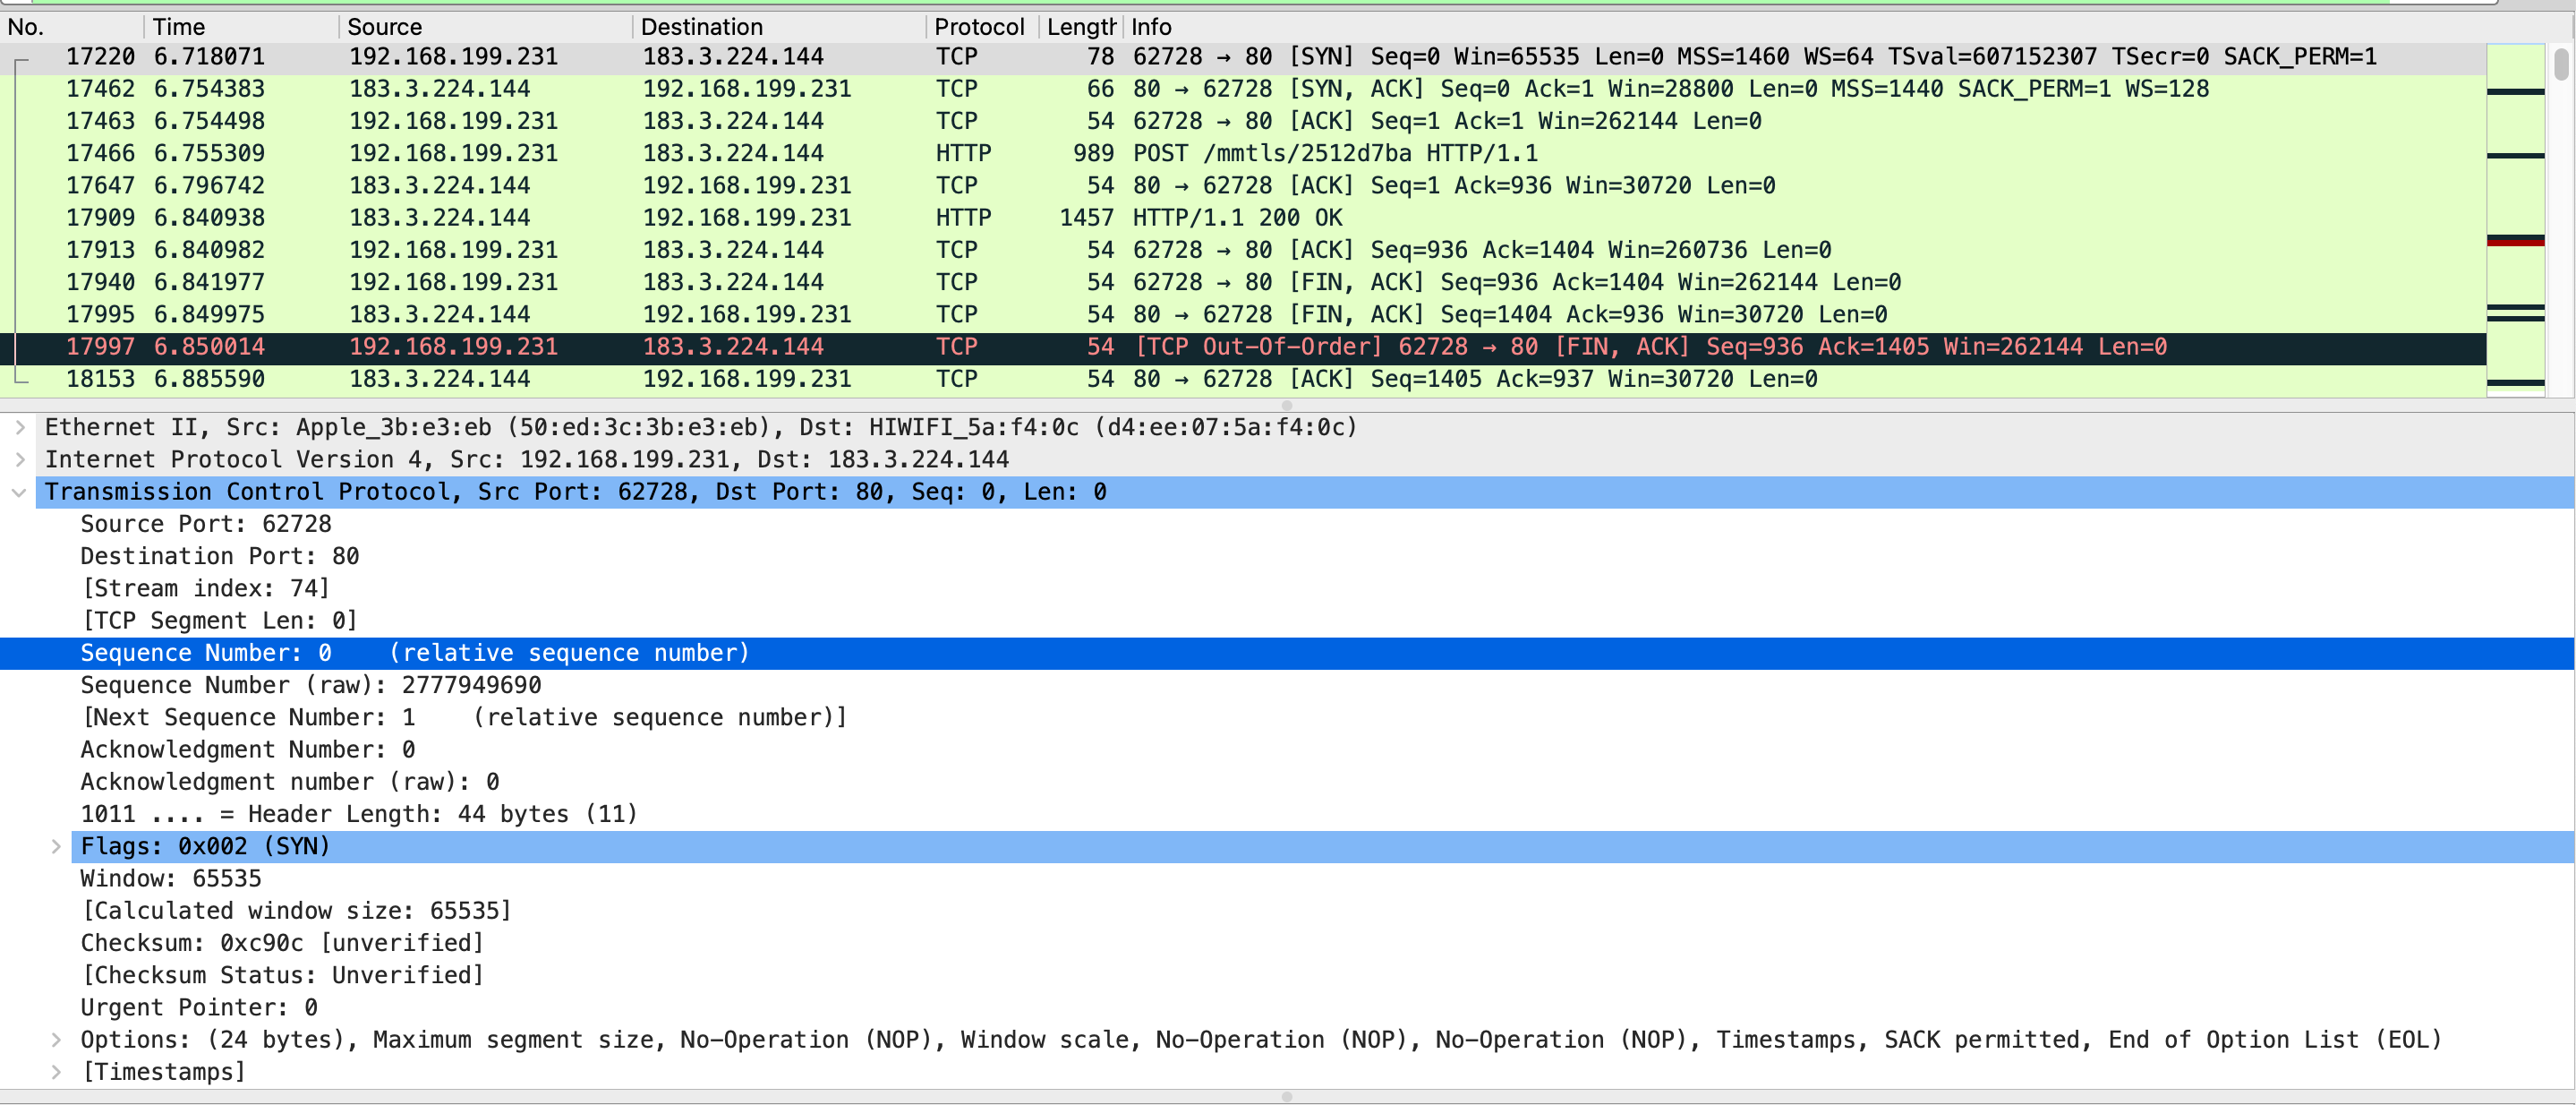 No. Time Source Destination Protocol Length Info
17220 6.718071 192.168.199.231 183.3.224.144 TCP 78 62728 → 80 [SYN] Seq=0 Win=65535 Len=0 MSS=1460 WS=64 TSval=607152307 TSecr=0 SACK_PERM=1
17462 6.754383 183.3.224.144 192.168.199.231 TCP 66 80 → 62728 [SYN, ACK] Seq=0 Ack=1 Win=28800 Len=0 MSS=1440 SACK_PERM=1 WS=128
17463 6.754498 192.168.199.231 183.3.224.144 TCP 54 62728 → 80 [ACK] Seq=1 Ack=1 Win=262144 Len=0
17466 6.755309 192.168.199.231 183.3.224.144 HTTP 989 POST /mmtls/2512d7ba HTTP/1.1
17647 6.796742 183.3.224.144 192.168.199.231 TCP 54 80 → 62728 [ACK] Seq=1 Ack=936 Win=30720 Len=0
17909 6.840938 183.3.224.144 192.168.199.231 HTTP 1457 HTTP/1.1 200 OK
17913 6.840982 192.168.199.231 183.3.224.144 TCP 54 62728 → 80 [ACK] Seq=936 Ack=1404 Win=260736 Len=0
17940 6.841977 192.168.199.231 183.3.224.144 TCP 54 62728 → 80 [FIN, ACK] Seq=936 Ack=1404 Win=262144 Len=0
17995 6.849975 183.3.224.144 192.168.199.231 TCP 54 80 → 62728 [FIN, ACK] Seq=1404 Ack=936 Win=30720 Len=0
17997 6.850014 192.168.199.231 183.3.224.144 TCP 54 [TCP Out-Of-Order] 62728 → 80 [FIN, ACK] Seq=936 Ack=1405 Win=262144 Len=0
18153 6.885590 183.3.224.144 192.168.199.231 TCP 54 80 → 62728 [ACK] Seq=1405 Ack=937 Win=30720 Len=0
Ethernet II, Src: Apple_3b:e3:eb (50:ed:3c:3b:e3:eb), Dst: HIWIFI_5a:f4:0c (d4:ee:07:5a:f4:0c)
Internet Protocol Version 4, Src: 192.168.199.231, Dst: 183.3.224.144
Transmission Control Protocol, Src Port: 62728, Dst Port: 80, Seq: 0, Len: 0
Source Port: 62728
Destination Port: 80
[Stream index: 74]
[TCP Segment Len: 0]
Sequence Number: 0 (relative sequence number)
Sequence Number (raw): 2777949690
[Next Sequence Number: 1 (relative sequence number)]
Acknowledgment Number: 0
Acknowledgment number (raw): 0
1011 .... = Header Length: 44 bytes (11)
Flags: 0x002 (SYN)
Window: 65535
[Calculated window size: 65535]
Checksum: 0xc90c [unverified]
[Checksum Status: Unverified]
Urgent Pointer: 0
Options: (24 bytes), Maximum segment size, No-Operation (NOP), Window scale, No-Operation (NOP), No-Operation (NOP), Timestamps, SACK permitted, End of Option List (EOL)
[Timestamps]